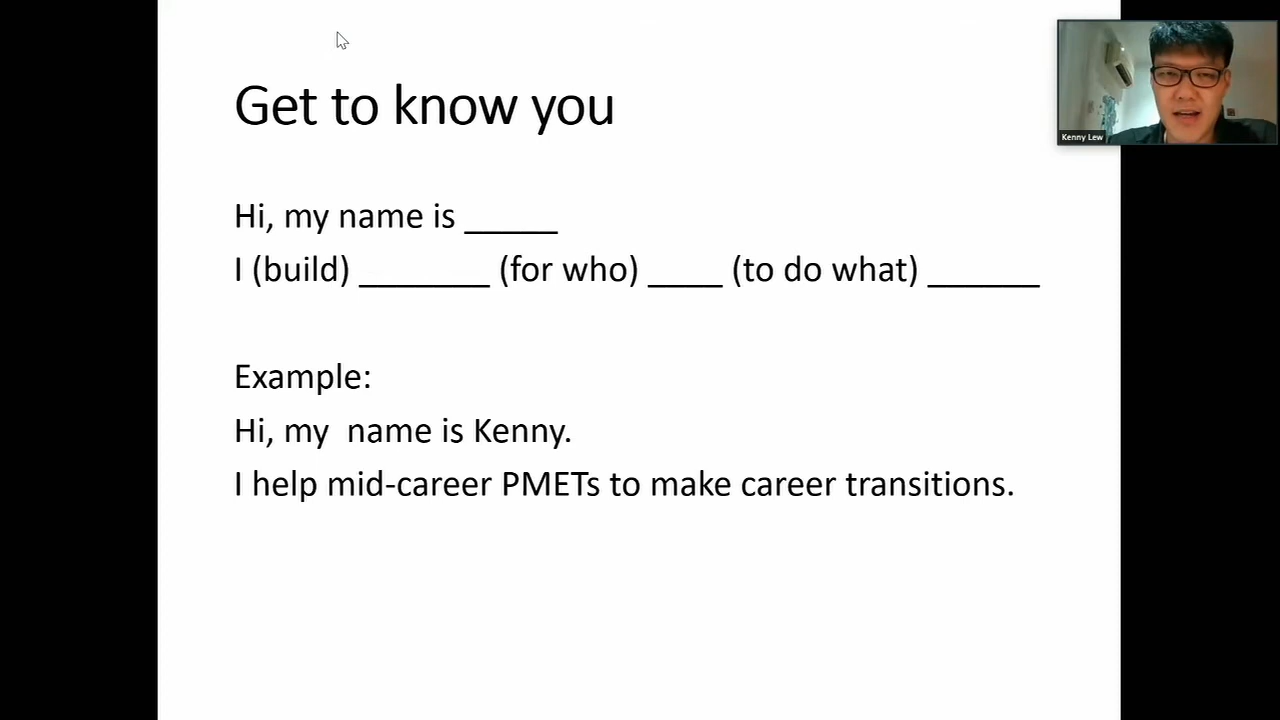 Get to know you
Kenny Lew
Hi, my name is _____
I (build) _______ (for who) ____ (to do what) ______
Example:
Hi, my  name is Kenny.
I help mid-career PMETs to make career transitions.